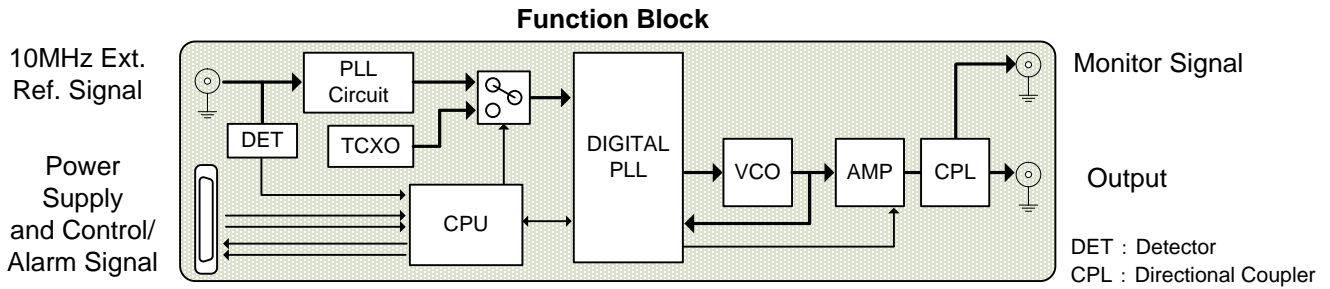 Function Block
10MHz Ext.
Ref. Signal
PLL
Circuit
DET
TCXO
Power
Supply
and Control/
Alarm Signal
CPU
DIGITAL
PLL
VCO
AMP
CPL
Monitor Signal
Output
DET : Detector
CPL : Directional Coupler